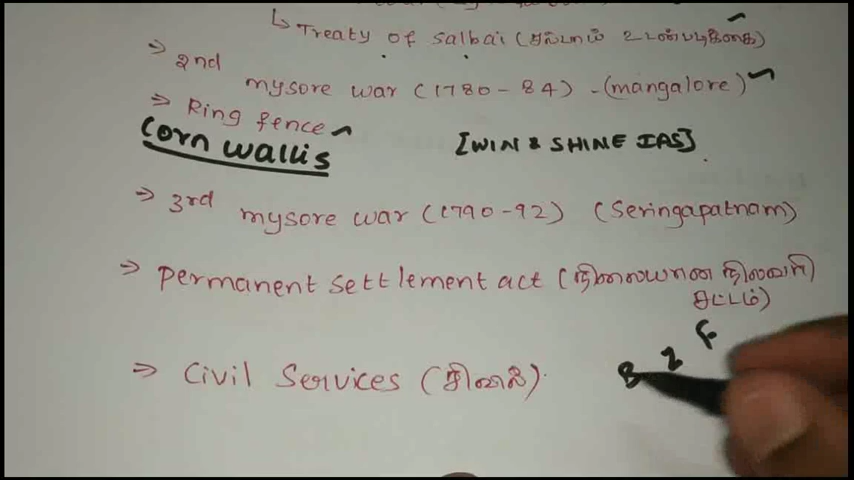 ↳ Treaty of Salbai (சல்பாய் உடன்படிக்கை)
⇒ 2nd mysore war (1780 - 84) - (mangalore)
⇒ Ring fence
Corn wallis [WIN & SHINE IAS]
⇒ 3rd mysore war (1790-92) (Seringapatnam)
⇒ permanent settlement act (நிலையான நிலவரி
சட்டம்)
⇒ Civil Services (சிவில்)
B Z F